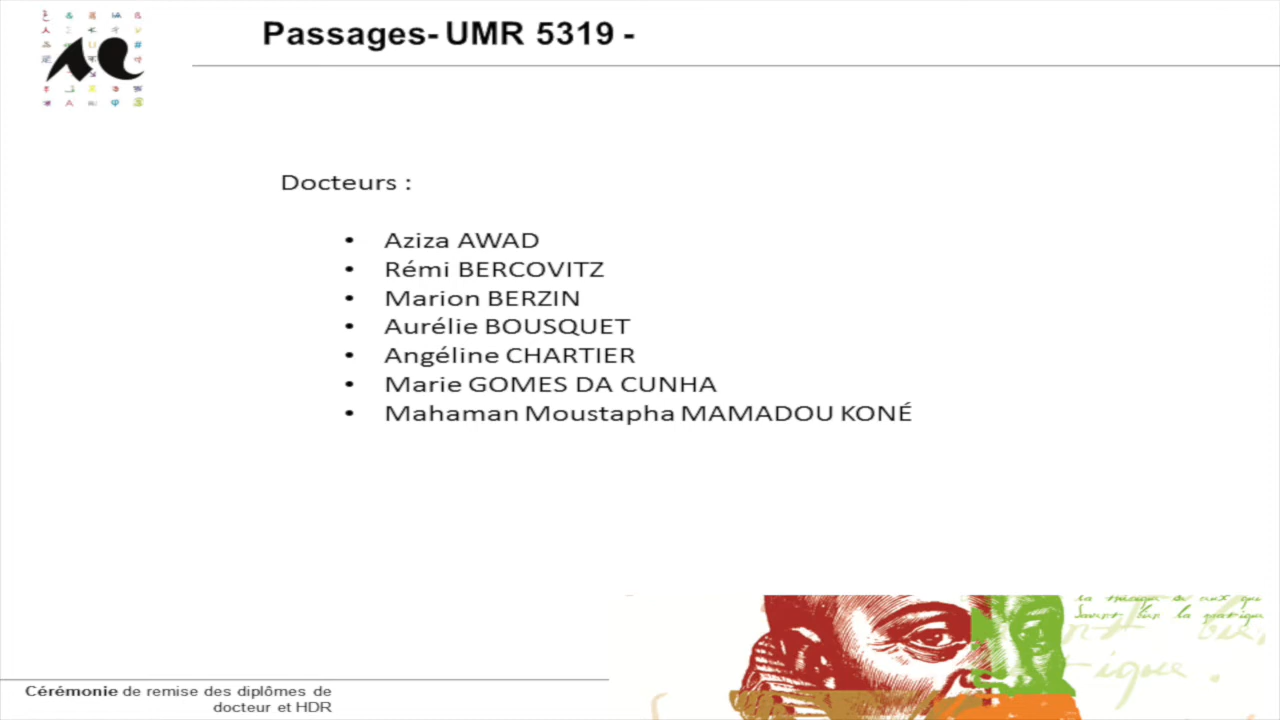 Passages- UMR 5319 -
Docteurs :
• Aziza AWAD
• Rémi BERCOVITZ
• Marion BERZIN
• Aurélie BOUSQUET
• Angéline CHARTIER
• Marie GOMES DA CUNHA
• Mahaman Moustapha MAMADOU KONÉ
Cérémonie de remise des diplômes de
docteur et HDR